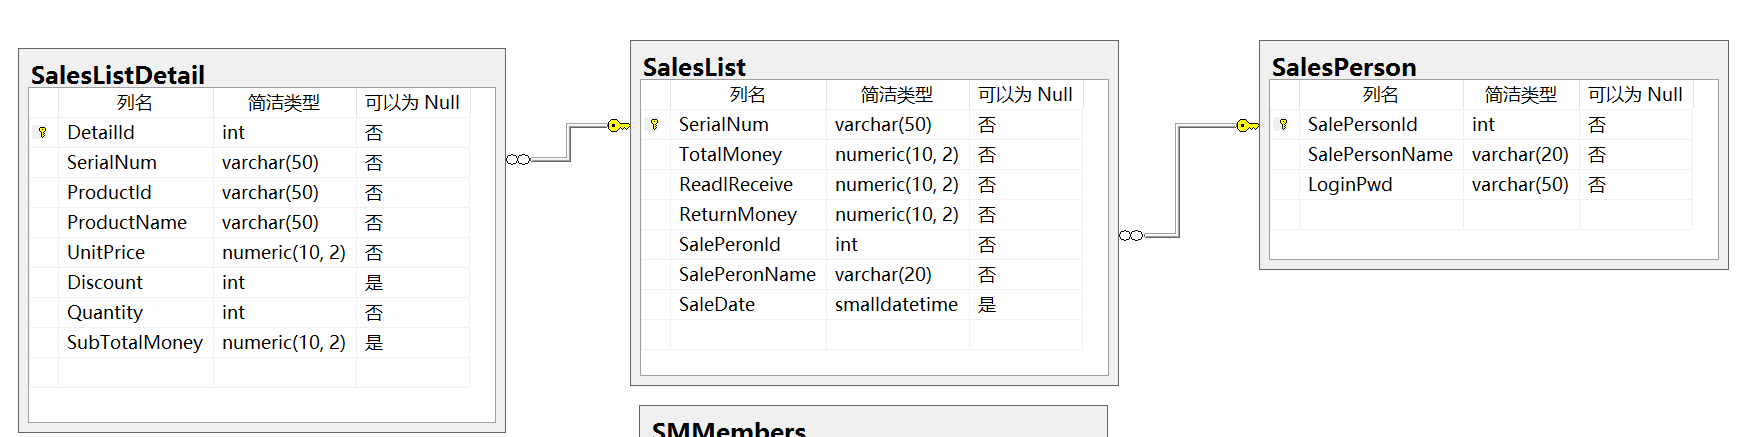 SalesListDetail
列名 简洁类型 可以为 Null
DetailId int 否
SerialNum varchar(50) 否
ProductId varchar(50) 否
ProductName varchar(50) 否
UnitPrice numeric(10, 2) 否
Discount int 是
Quantity int 否
SubTotalMoney numeric(10, 2) 是
SalesList
列名 简洁类型 可以为 Null
SerialNum varchar(50) 否
TotalMoney numeric(10, 2) 否
ReadlReceive numeric(10, 2) 否
ReturnMoney numeric(10, 2) 否
SalePeronId int 否
SalePeronName varchar(20) 否
SaleDate smalldatetime 是
SalesPerson
列名 简洁类型 可以为 Null
SalePersonId int 否
SalePersonName varchar(20) 否
LoginPwd varchar(50) 否
SMMembers